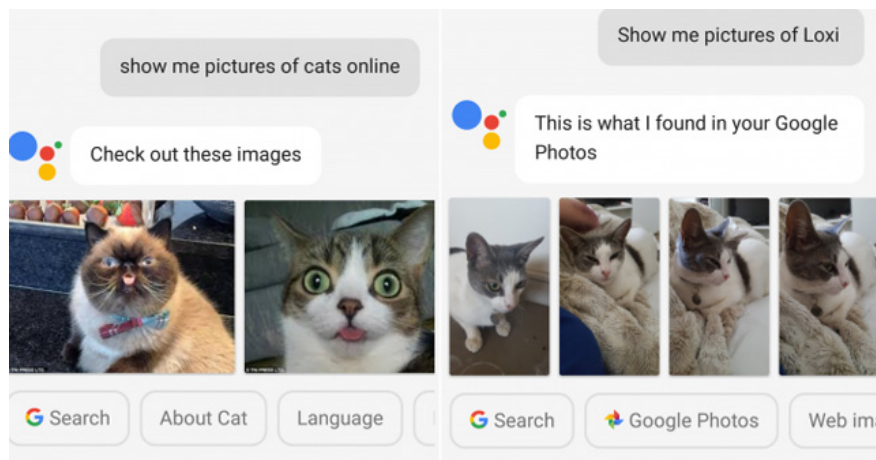 show me pictures of cats online
Check out these images
Search
About Cat
Language
Show me pictures of Loxi
This is what I found in your Google
Photos
Search
Google Photos
Web ima